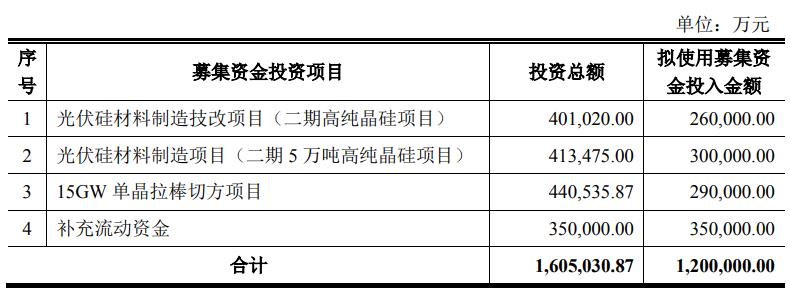 单位：万元
序号 募集资金投资项目 投资总额 拟使用募集资金投入金额
1 光伏硅材料制造技改项目（二期高纯晶硅项目） 401,020.00 260,000.00
2 光伏硅材料制造项目（二期 5 万吨高纯晶硅项目） 413,475.00 300,000.00
3 15GW 单晶拉棒切方项目 440,535.87 290,000.00
4 补充流动资金 350,000.00 350,000.00
合计 1,605,030.87 1,200,000.00